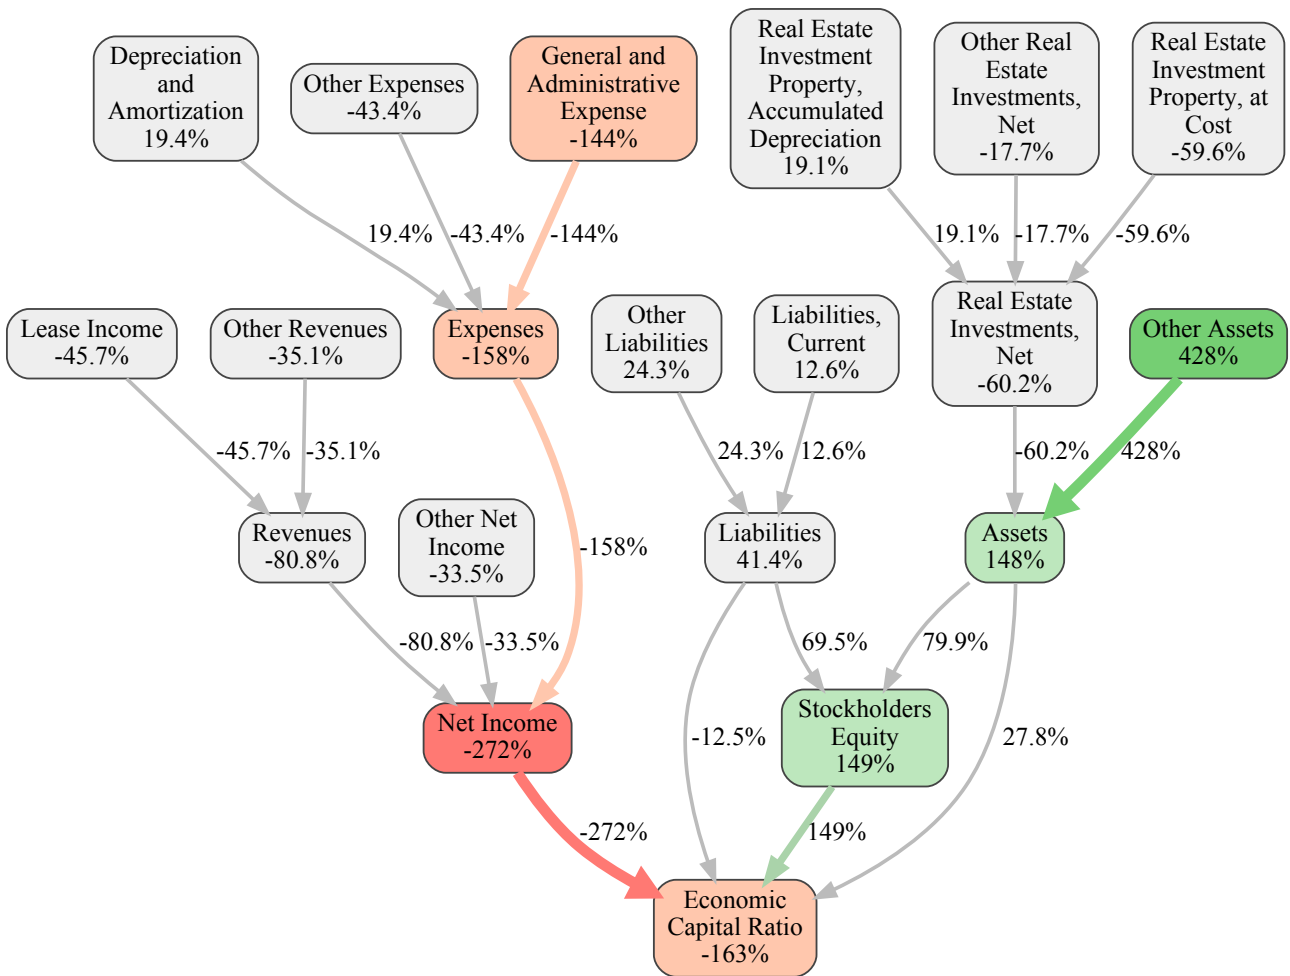 Depreciation
and
Amortization
19.4%
Other Expenses
-43.4%
General and
Administrative
Expense
-144%
Real Estate
Investment
Property,
Accumulated
Depreciation
19.1%
Other Real
Estate
Investments,
Net
-17.7%
Real Estate
Investment
Property, at
Cost
-59.6%
19.4%
-43.4%
-144%
19.1%
-17.7%
-59.6%
Lease Income
-45.7%
Other Revenues
-35.1%
Expenses
-158%
Other
Liabilities
24.3%
Liabilities,
Current
12.6%
Real Estate
Investments,
Net
-60.2%
Other Assets
428%
-45.7%
-35.1%
24.3%
12.6%
-60.2%
428%
Revenues
-80.8%
Other Net
Income
-33.5%
-158%
Liabilities
41.4%
Assets
148%
-80.8%
-33.5%
69.5%
79.9%
Net Income
-272%
-12.5%
Stockholders
Equity
149%
27.8%
-272%
149%
Economic
Capital Ratio
-163%